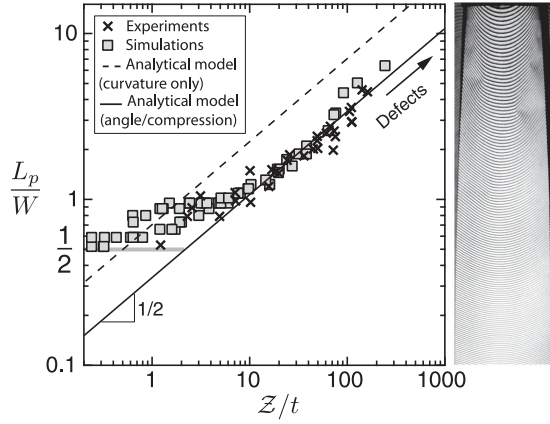 10
× Experiments
Simulations
Analytical model
(curvature only)
Analytical model
(angle/compression)
Defects
L_p
W
1
1
2
1/2
0.1
1
10
100
1000
Z/t